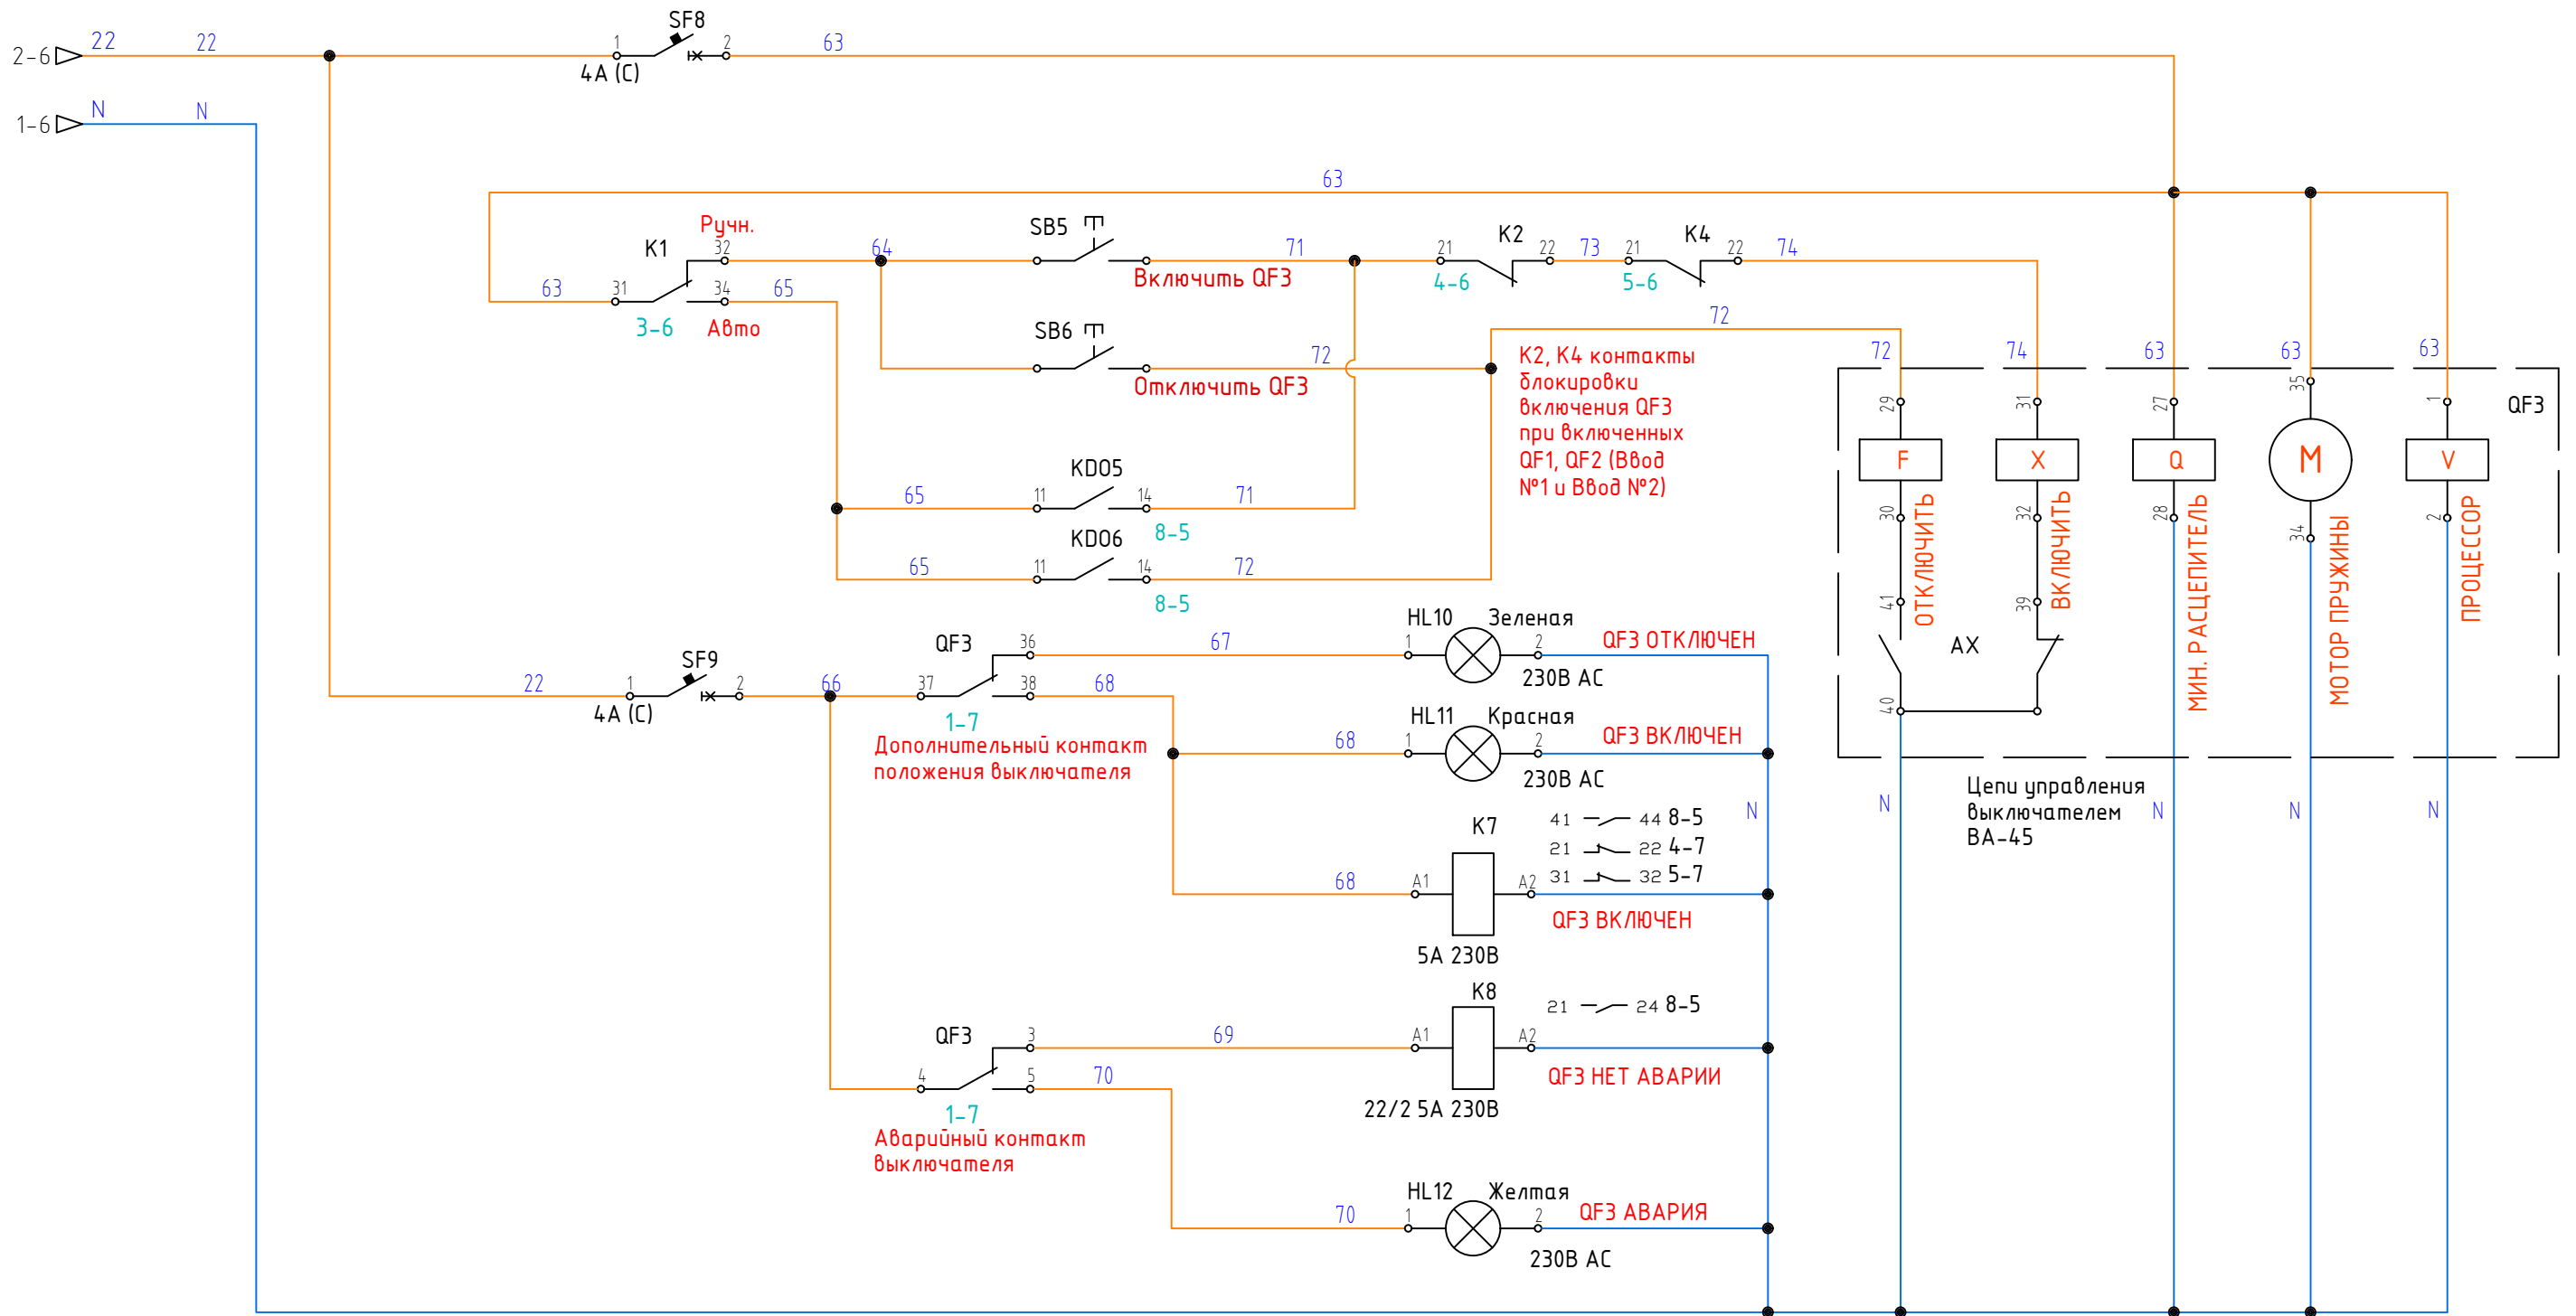 2-6
22
22
SF8
1
2
4А (С)
63
1-6
N
N
63
Ручн.
K1
32
31
34
63
65
3-6
Авто
64
SB5
Включить QF3
71
K2
21
22
4-6
73
K4
21
22
5-6
74
SB6
Отключить QF3
72
72
K2, K4 контакты
блокировки
включения QF3
при включенных
QF1, QF2 (Ввод
№1 и Ввод №2)
KDO5
65
11
14
71
8-5
KDO6
65
11
14
72
8-5
72
74
63
63
63
QF3
29
31
27
35
1
F
X
Q
M
V
30
32
28
34
2
41
39
40
AX
ОТКЛЮЧИТЬ
ВКЛЮЧИТЬ
МИН. РАСЦЕПИТЕЛЬ
МОТОР ПРУЖИНЫ
ПРОЦЕССОР
Цепи управления
выключателем
ВА-45
N
N
N
N
N
22
SF9
1
2
4А (С)
66
QF3
36
37
38
1-7
Дополнительный контакт
положения выключателя
67
68
HL10
Зеленая
1
2
QF3 ОТКЛЮЧЕН
230В АС
HL11
Красная
68
1
2
QF3 ВКЛЮЧЕН
230В АС
K7
41
44 8-5
21
22 4-7
31
32 5-7
68
A1
A2
QF3 ВКЛЮЧЕН
5А 230В
K8
21
24 8-5
QF3
3
4
5
1-7
Аварийный контакт
выключателя
69
70
A1
A2
QF3 НЕТ АВАРИИ
22/2 5А 230В
HL12
Желтая
70
1
2
QF3 АВАРИЯ
230В АС